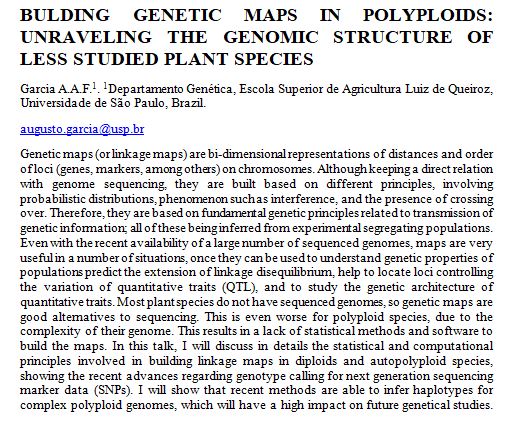 BULDING GENETIC MAPS IN POLYPLOIDS:
UNRAVELING THE GENOMIC STRUCTURE OF
LESS STUDIED PLANT SPECIES
Garcia A.A.F.¹. ¹Departamento Genética, Escola Superior de Agricultura Luiz de Queiroz,
Universidade de São Paulo, Brazil.
augusto.garcia@usp.br
Genetic maps (or linkage maps) are bi-dimensional representations of distances and order
of loci (genes, markers, among others) on chromosomes. Although keeping a direct relation
with genome sequencing, they are built based on different principles, involving
probabilistic distributions, phenomenon such as interference, and the presence of crossing
over. Therefore, they are based on fundamental genetic principles related to transmission of
genetic information; all of these being inferred from experimental segregating populations.
Even with the recent availability of a large number of sequenced genomes, maps are very
useful in a number of situations, once they can be used to understand genetic properties of
populations predict the extension of linkage disequilibrium, help to locate loci controlling
the variation of quantitative traits (QTL), and to study the genetic architecture of
quantitative traits. Most plant species do not have sequenced genomes, so genetic maps are
good alternatives to sequencing. This is even worse for polyploid species, due to the
complexity of their genome. This results in a lack of statistical methods and software to
build the maps. In this talk, I will discuss in details the statistical and computational
principles involved in building linkage maps in diploids and autopolyploid species,
showing the recent advances regarding genotype calling for next generation sequencing
marker data (SNPs). I will show that recent methods are able to infer haplotypes for
complex polyploid genomes, which will have a high impact on future genetical studies.